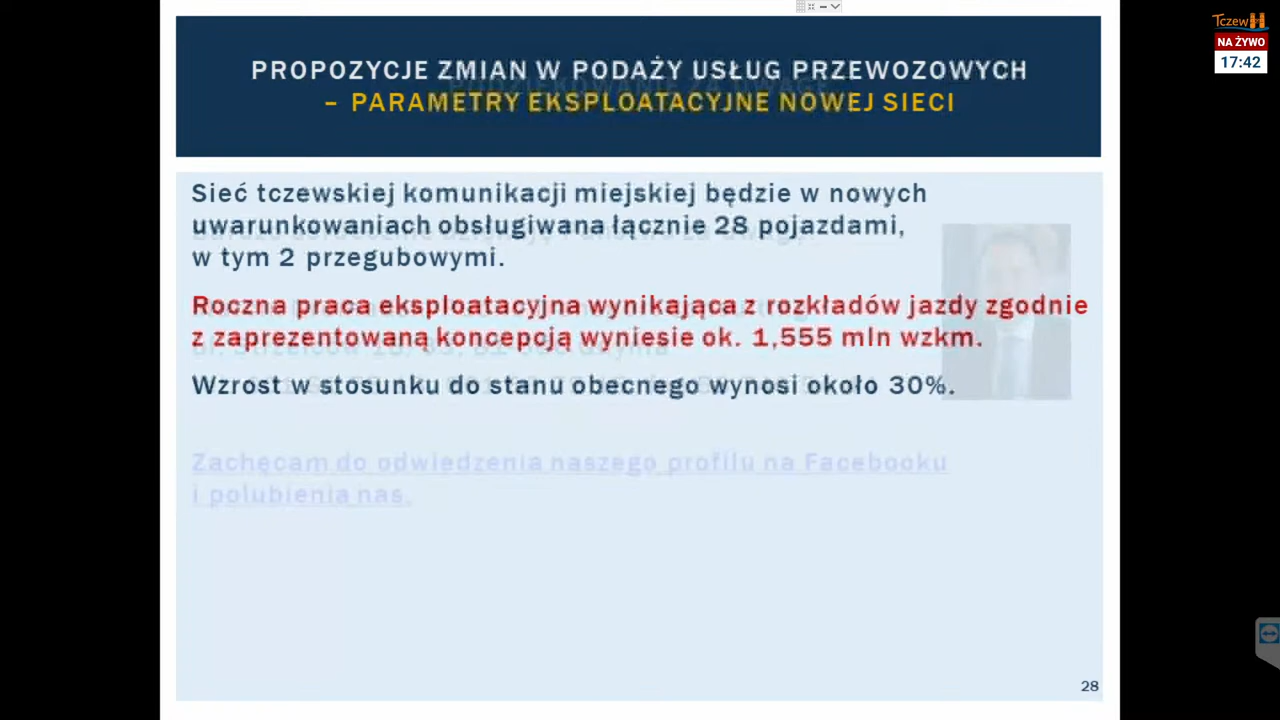 PROPOZYCJE ZMIAN W PODAŻY USŁUG PRZEWOZOWYCH
– PARAMETRY EKSPLOATACYJNE NOWEJ SIECI
Sieć tczewskiej komunikacji miejskiej będzie w nowych
uwarunkowaniach obsługiwana łącznie 28 pojazdami,
w tym 2 przegubowymi.
Roczna praca eksploatacyjna wynikająca z rozkładów jazdy zgodnie
z zaprezentowaną koncepcją wyniesie ok. 1,555 mln wzkm.
Wzrost w stosunku do stanu obecnego wynosi około 30%.
Zachęcam do odwiedzenia naszego profilu na Facebooku
i polubienia nas.
28
Tczew
NA ŻYWO
17:42